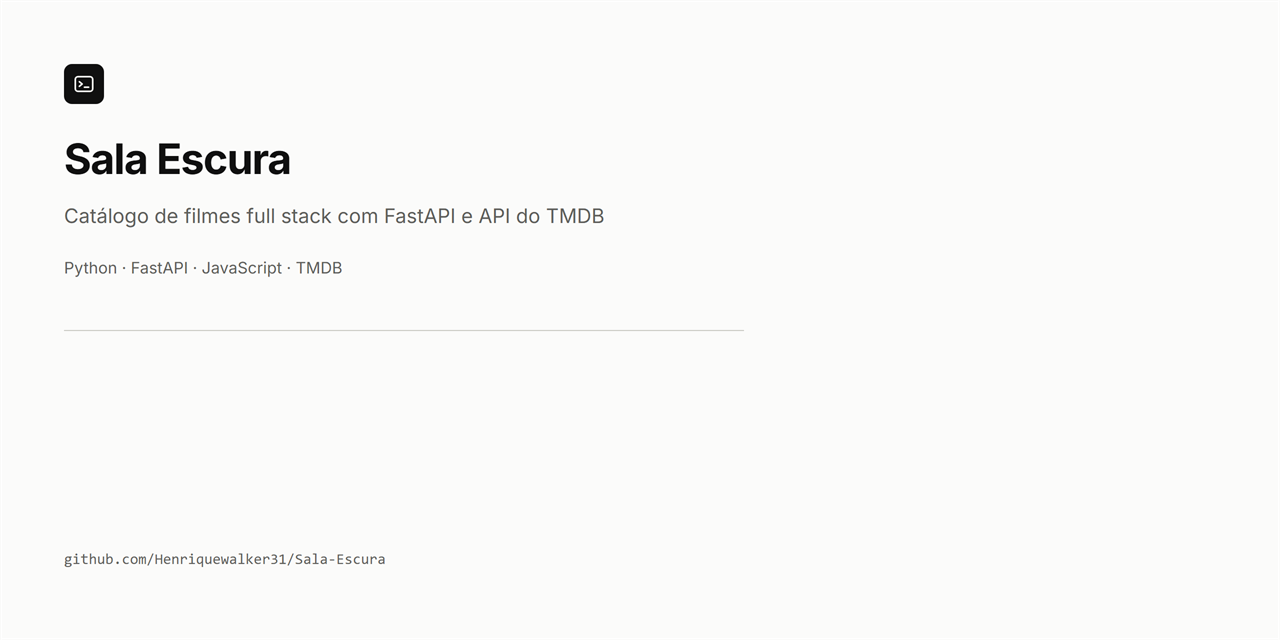 Sala Escura
Catálogo de filmes full stack com FastAPI e API do TMDB
Python · FastAPI · JavaScript · TMDB
github.com/Henriquewalker31/Sala-Escura